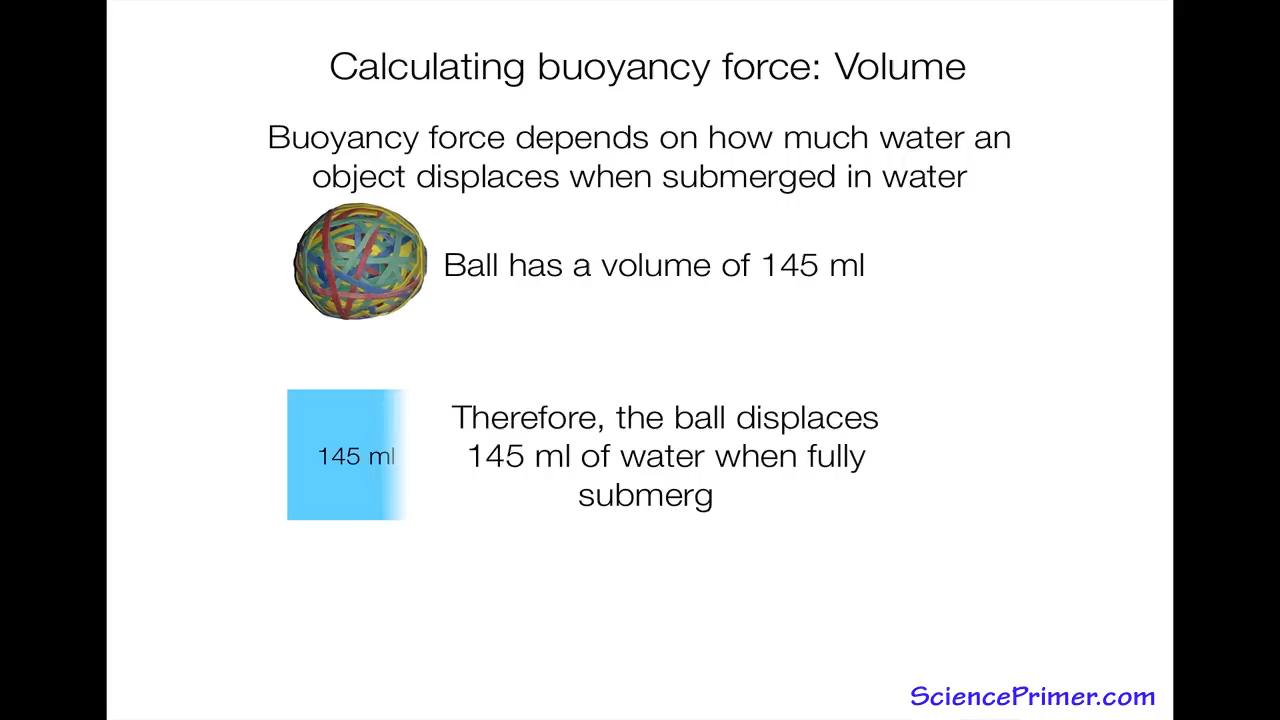 Calculating buoyancy force: Volume
Buoyancy force depends on how much water an
object displaces when submerged in water
Ball has a volume of 145 ml
145 ml
Therefore, the ball displaces
145 ml of water when fully
submerg
SciencePrimer.com